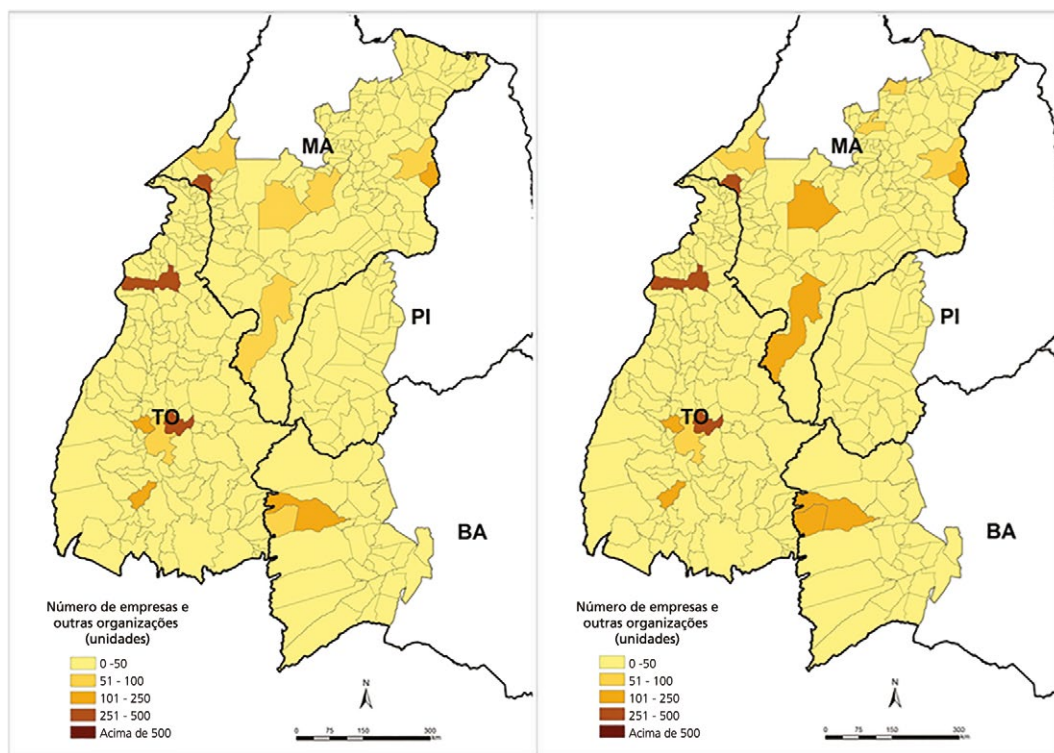 MA
PI
TO
BA
Número de empresas e
outras organizações
(unidades)
0 -50
51 - 100
101 - 250
251 - 500
Acima de 500
N
0 75 150 300
km
MA
PI
TO
BA
Número de empresas e
outras organizações
(unidades)
0 -50
51 - 100
101 - 250
251 - 500
Acima de 500
N
0 75 150 300
km